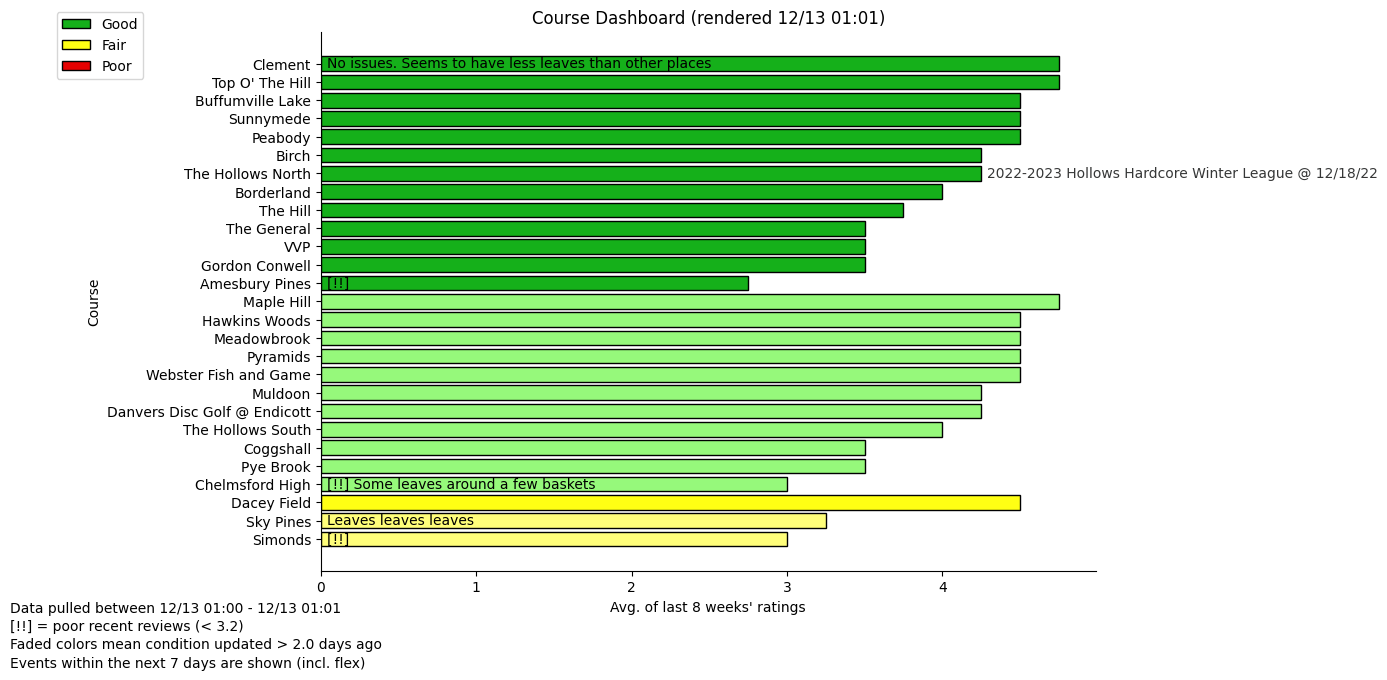 Course Dashboard (rendered 12/13 01:01)
Good
Fair
Poor
Course
Clement
No issues. Seems to have less leaves than other places
Top O' The Hill
Buffumville Lake
Sunnymede
Peabody
Birch
The Hollows North
2022-2023 Hollows Hardcore Winter League @ 12/18/22
Borderland
The Hill
The General
VVP
Gordon Conwell
Amesbury Pines
[!!]
Maple Hill
Hawkins Woods
Meadowbrook
Pyramids
Webster Fish and Game
Muldoon
Danvers Disc Golf @ Endicott
The Hollows South
Coggshall
Pye Brook
Chelmsford High
[!!] Some leaves around a few baskets
Dacey Field
Sky Pines
Leaves leaves leaves
Simonds
[!!]
0 1 2 3 4
Avg. of last 8 weeks' ratings
Data pulled between 12/13 01:00 - 12/13 01:01
[!!] = poor recent reviews (< 3.2)
Faded colors mean condition updated > 2.0 days ago
Events within the next 7 days are shown (incl. flex)